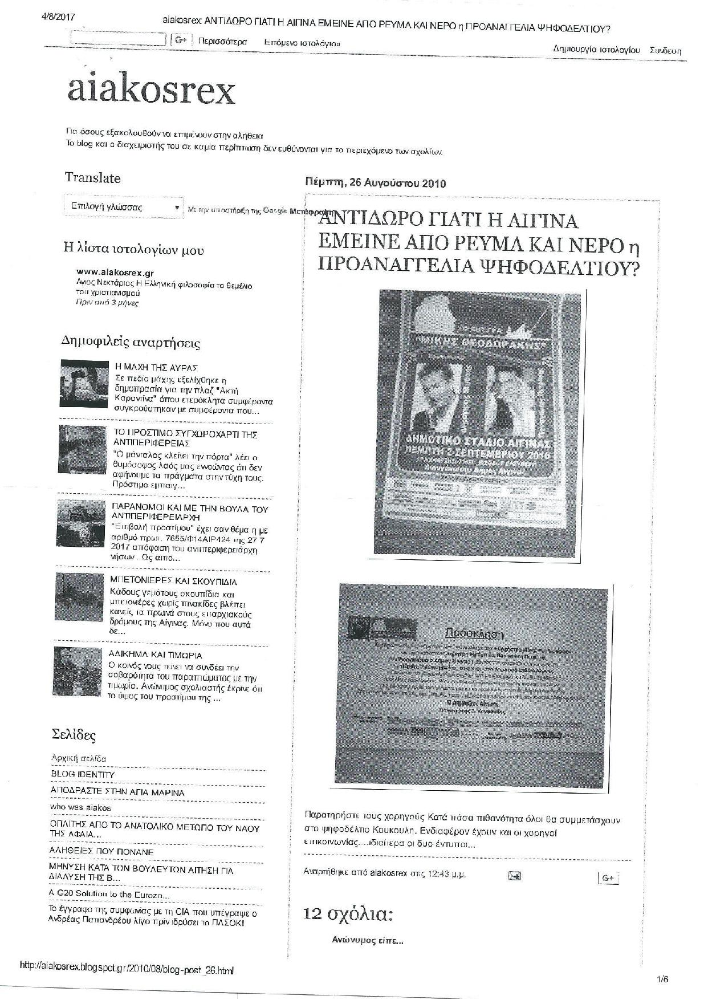 4/8/2017
aiakosrex: ΑΝΤΙΔΩΡΟ ΓΙΑΤΙ Η ΑΙΓΙΝΑ ΕΜΕΙΝΕ ΑΠΟ ΡΕΥΜΑ ΚΑΙ ΝΕΡΟ η ΠΡΟΑΝΑΓΓΕΛΙΑ ΨΗΦΟΔΕΛΤΙΟΥ?
G+ Περισσότερα Επόμενο ιστολόγιο»
Δημιουργία ιστολογίου Σύνδεση
aiakosrex
Για όσους εξακολουθούν να επιμένουν στην αλήθεια
Το blog και ο διαχειριστής του σε καμία περίπτωση δεν ευθύνονται για το περιεχόμενο των σχολίων.
Translate
Επιλογή γλώσσας ▼ Με την υποστήριξη της Google Μετάφραση
Η λίστα ιστολογίων μου
www.aiakosrex.gr
Άγιος Νεκτάριος Η Ελληνική φιλοσοφία το θεμέλιο
του χριστιανισμού
Πριν από 3 μήνες
Δημοφιλείς αναρτήσεις
Η ΜΑΧΗ ΤΗΣ ΑΥΡΑΣ
Σε πεδίο μάχης εξελίχθηκε η
δημοπρασία για την πλαζ "Ακτή
Καραντίνα" όπου ετερόκλητα συμφέροντα
συγκρούστηκαν με συμφέροντα που...
ΤΟ ΠΡΟΣΤΙΜΟ ΣΥΓΧΩΡΟΧΑΡΤΙ ΤΗΣ
ΑΝΤΙΠΕΡΙΦΕΡΕΙΑΣ
"Ο μάνταλος κλείνει την πόρτα" λέει ο
θυμόσοφος λαός μας εννοώντας ότι δεν
αφήνουμε τα πράγματα στην τύχη τους.
Πρόστιμο εμπαιγ...
ΠΑΡΑΝΟΜΟΙ ΚΑΙ ΜΕ ΤΗΝ ΒΟΥΛΑ ΤΟΥ
ΑΝΤΙΠΕΡΙΦΕΡΕΙΑΡΧΗ
"Επιβολή προστίμου" έχει σαν θέμα η με
αριθμό πρωτ. 7655/Φ14ΑΙΡ424 της 27 7
2017 απόφαση του αντιπεριφερειάρχη
νήσων . Ως αιτιο...
ΜΠΕΤΟΝΙΕΡΕΣ ΚΑΙ ΣΚΟΥΠΙΔΙΑ
Κάδους γεμάτους σκουπίδια και
μπετονιέρες χωρίς πινακίδες βλέπει
κανείς τα πρωινά στους επαρχιακούς
δρόμους της Αίγινας. Μόνο που αυτά
δε...
ΑΔΙΚΗΜΑ ΚΑΙ ΤΙΜΩΡΙΑ
Ο κοινός νους τείνει να συνδέει την
σοβαρότητα του παραπτώματος με την
τιμωρία. Ανώνιμος σχολιαστής έκρινε ότι
το ύψος του προστίμου της ...
Σελίδες
Αρχική σελίδα
BLOG IDENTITY
ΑΠΟΔΡΑΣΤΕ ΣΤΗΝ ΑΓΙΑ ΜΑΡΙΝΑ
who was aiakos
ΟΠΛΙΤΗΣ ΑΠΟ ΤΟ ΑΝΑΤΟΛΙΚΟ ΜΕΤΩΠΟ ΤΟΥ ΝΑΟΥ
ΤΗΣ ΑΦΑΙΑ...
ΑΛΗΘΕΙΕΣ ΠΟΥ ΠΟΝΑΝΕ
ΜΗΝΥΣΗ ΚΑΤΑ ΤΩΝ ΒΟΥΛΕΥΤΩΝ ΑΙΤΗΣΗ ΓΙΑ
ΔΙΑΛΥΣΗ ΤΗΣ Β...
A G20 Solution to the Eurozo...
Το έγγραφο της συμφωνίας με τη CIA που υπέγραψε ο
Ανδρέας Παπανδρέου λίγο πρίν ιδρύσει το ΠΑΣΟΚ!
Πέμπτη, 26 Αυγούστου 2010
ΑΝΤΙΔΩΡΟ ΓΙΑΤΙ Η ΑΙΓΙΝΑ
ΕΜΕΙΝΕ ΑΠΟ ΡΕΥΜΑ ΚΑΙ ΝΕΡΟ η
ΠΡΟΑΝΑΓΓΕΛΙΑ ΨΗΦΟΔΕΛΤΙΟΥ?
ΟΡΧΗΣΤΡΑ
"ΜΙΚΗΣ ΘΕΟΔΩΡΑΚΗΣ"
ΔΗΜΟΤΙΚΟ ΣΤΑΔΙΟ ΑΙΓΙΝΑΣ
ΠΕΜΠΤΗ 2 ΣΕΠΤΕΜΒΡΙΟΥ 2010
Πρόσκληση
Ο Δήμαρχος Αίγινας
Παναγιώτης Ι. Κουκούλης
Παρατηρήστε τους χορηγούς Κατά πάσα πιθανότητα όλοι θα συμμετάσχουν
στο ψηφοδέλτιο Κουκουλη. Ενδιαφέρον έχουν και οι χορηγοί
επικοινωνίας....ιδιαίτερα οι δυο έντυποι...
Αναρτήθηκε από aiakosrex στις 12:43 μ.μ.
G+
12 σχόλια:
Ανώνυμος είπε...
http://aiakosrex.blogspot.gr/2010/08/blog-post_26.html
1/6